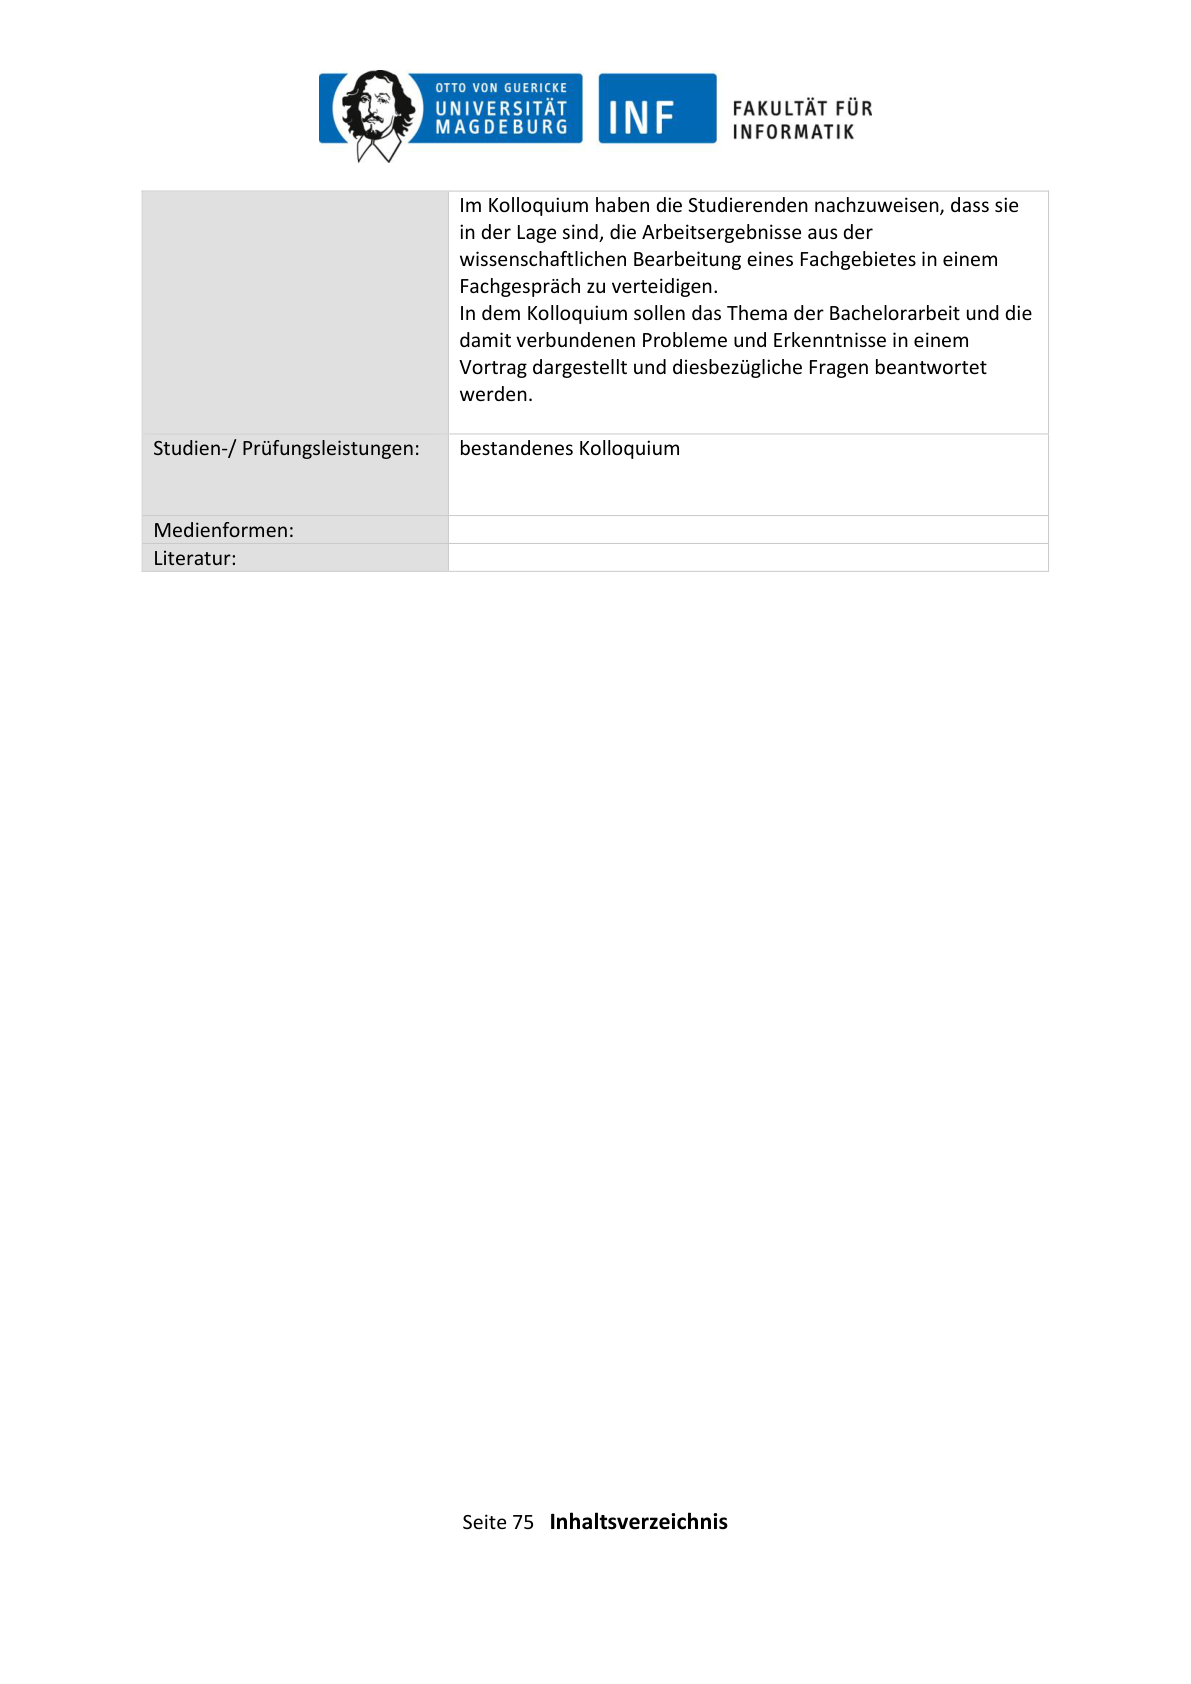 OTTO VON GUERICKE
UNIVERSITÄT
MAGDEBURG
INF
FAKULTÄT FÜR
INFORMATIK
Im Kolloquium haben die Studierenden nachzuweisen, dass sie
in der Lage sind, die Arbeitsergebnisse aus der
wissenschaftlichen Bearbeitung eines Fachgebietes in einem
Fachgespräch zu verteidigen.
In dem Kolloquium sollen das Thema der Bachelorarbeit und die
damit verbundenen Probleme und Erkenntnisse in einem
Vortrag dargestellt und diesbezügliche Fragen beantwortet
werden.
Studien-/ Prüfungsleistungen: bestandenes Kolloquium
Medienformen:
Literatur:
Seite 75 Inhaltsverzeichnis